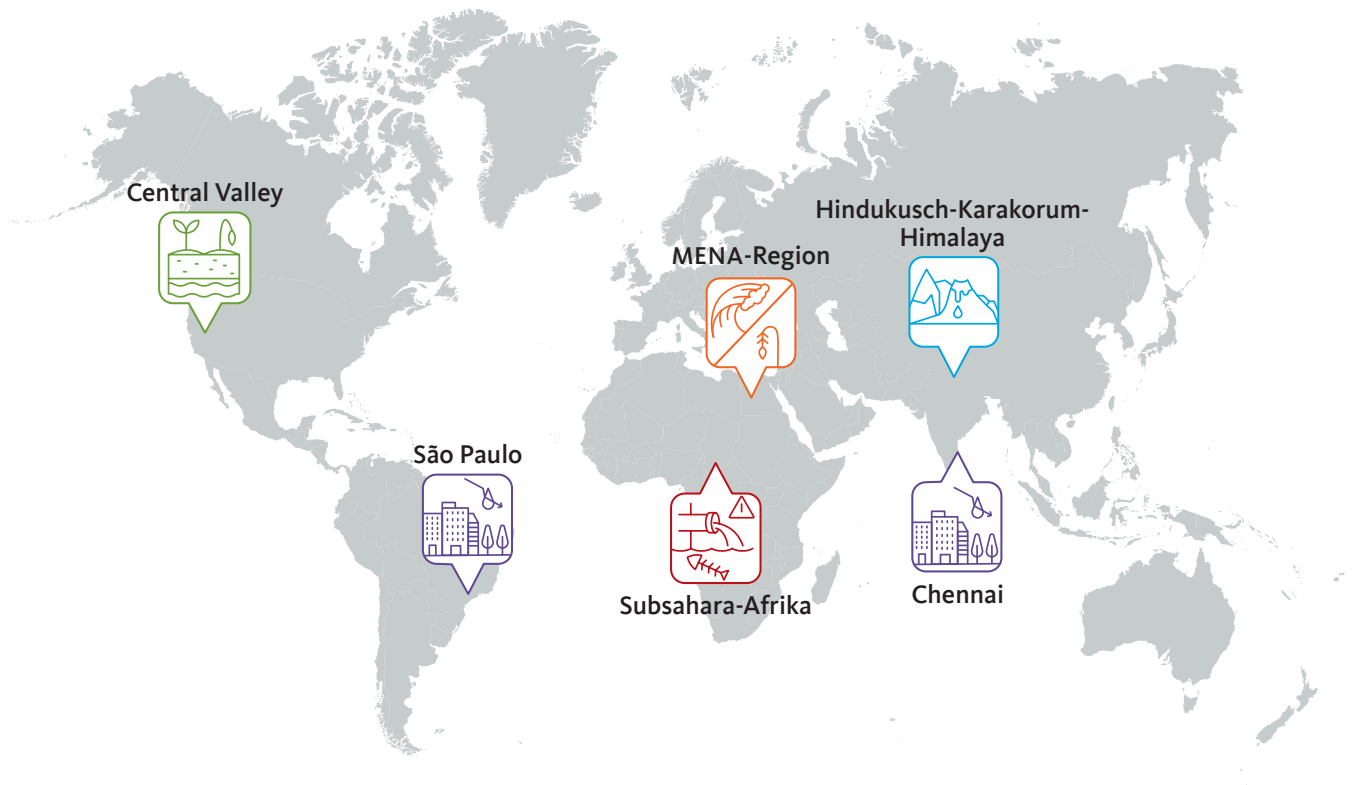 Central Valley
Hindukusch-Karakorum-
Himalaya
MENA-Region
São Paulo
Subsahara-Afrika
Chennai